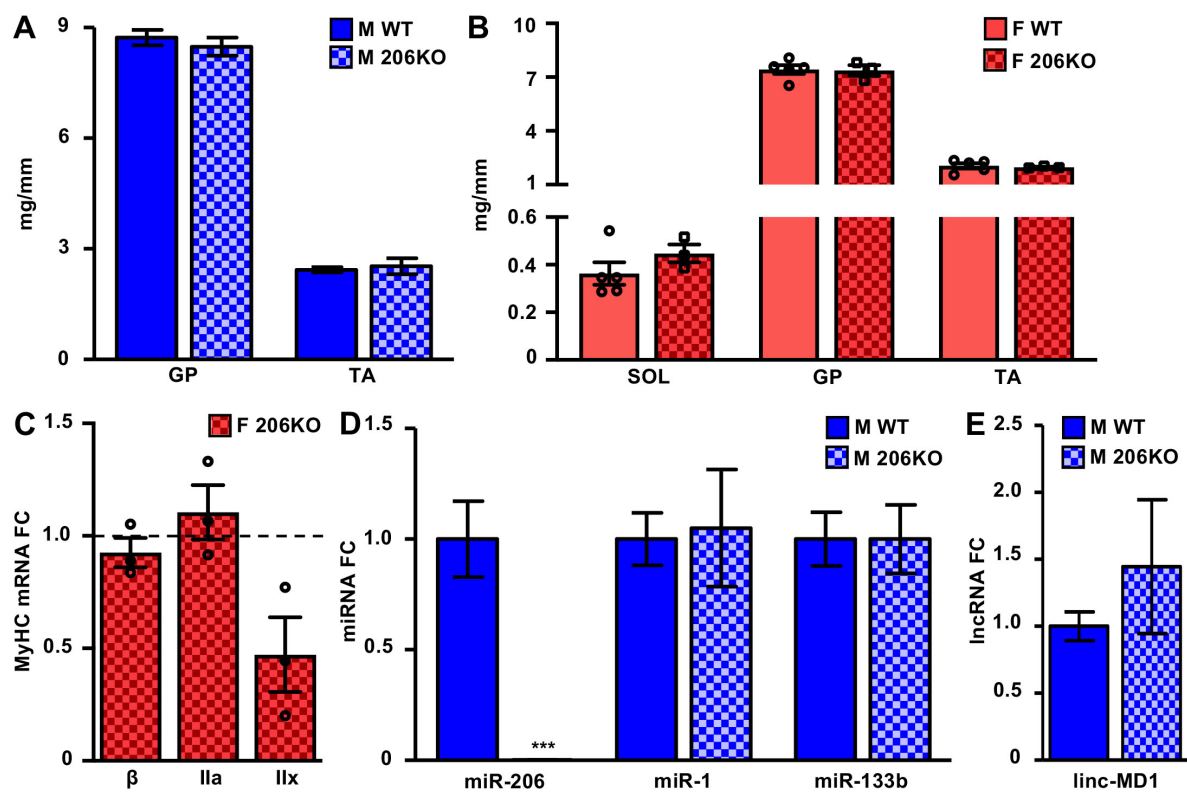 A
9
6
3
0
mg/mm
M WT
M 206KO
GP
TA
B
10
7
4
1
0.6
0.4
0.2
0
mg/mm
F WT
F 206KO
SOL
GP
TA
C
1.5
1.0
0.5
0
MyHC mRNA FC
F 206KO
β
IIa
IIx
D
1.5
1.0
0.5
0
miRNA FC
M WT
M 206KO
***
miR-206
miR-1
miR-133b
E
2.5
2.0
1.5
1.0
0.5
0
lncRNA FC
M WT
M 206KO
linc-MD1